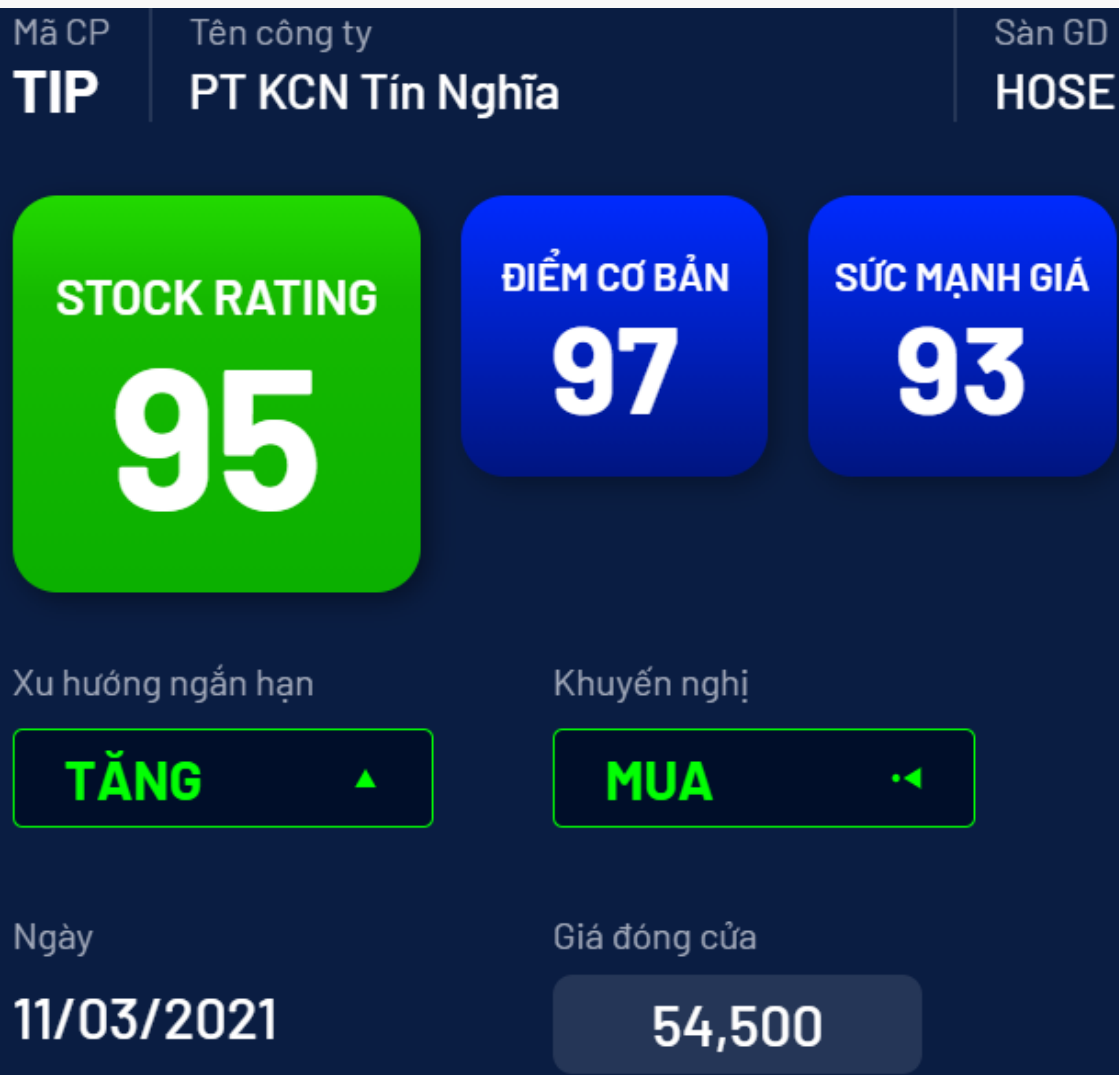 Mã CP
Tên công ty
Sàn GD
TIP
PT KCN Tín Nghĩa
HOSE
STOCK RATING
95
ĐIỂM CƠ BẢN
97
SỨC MẠNH GIÁ
93
Xu hướng ngắn hạn
Khuyến nghị
TĂNG
MUA
Ngày
Giá đóng cửa
11/03/2021
54,500